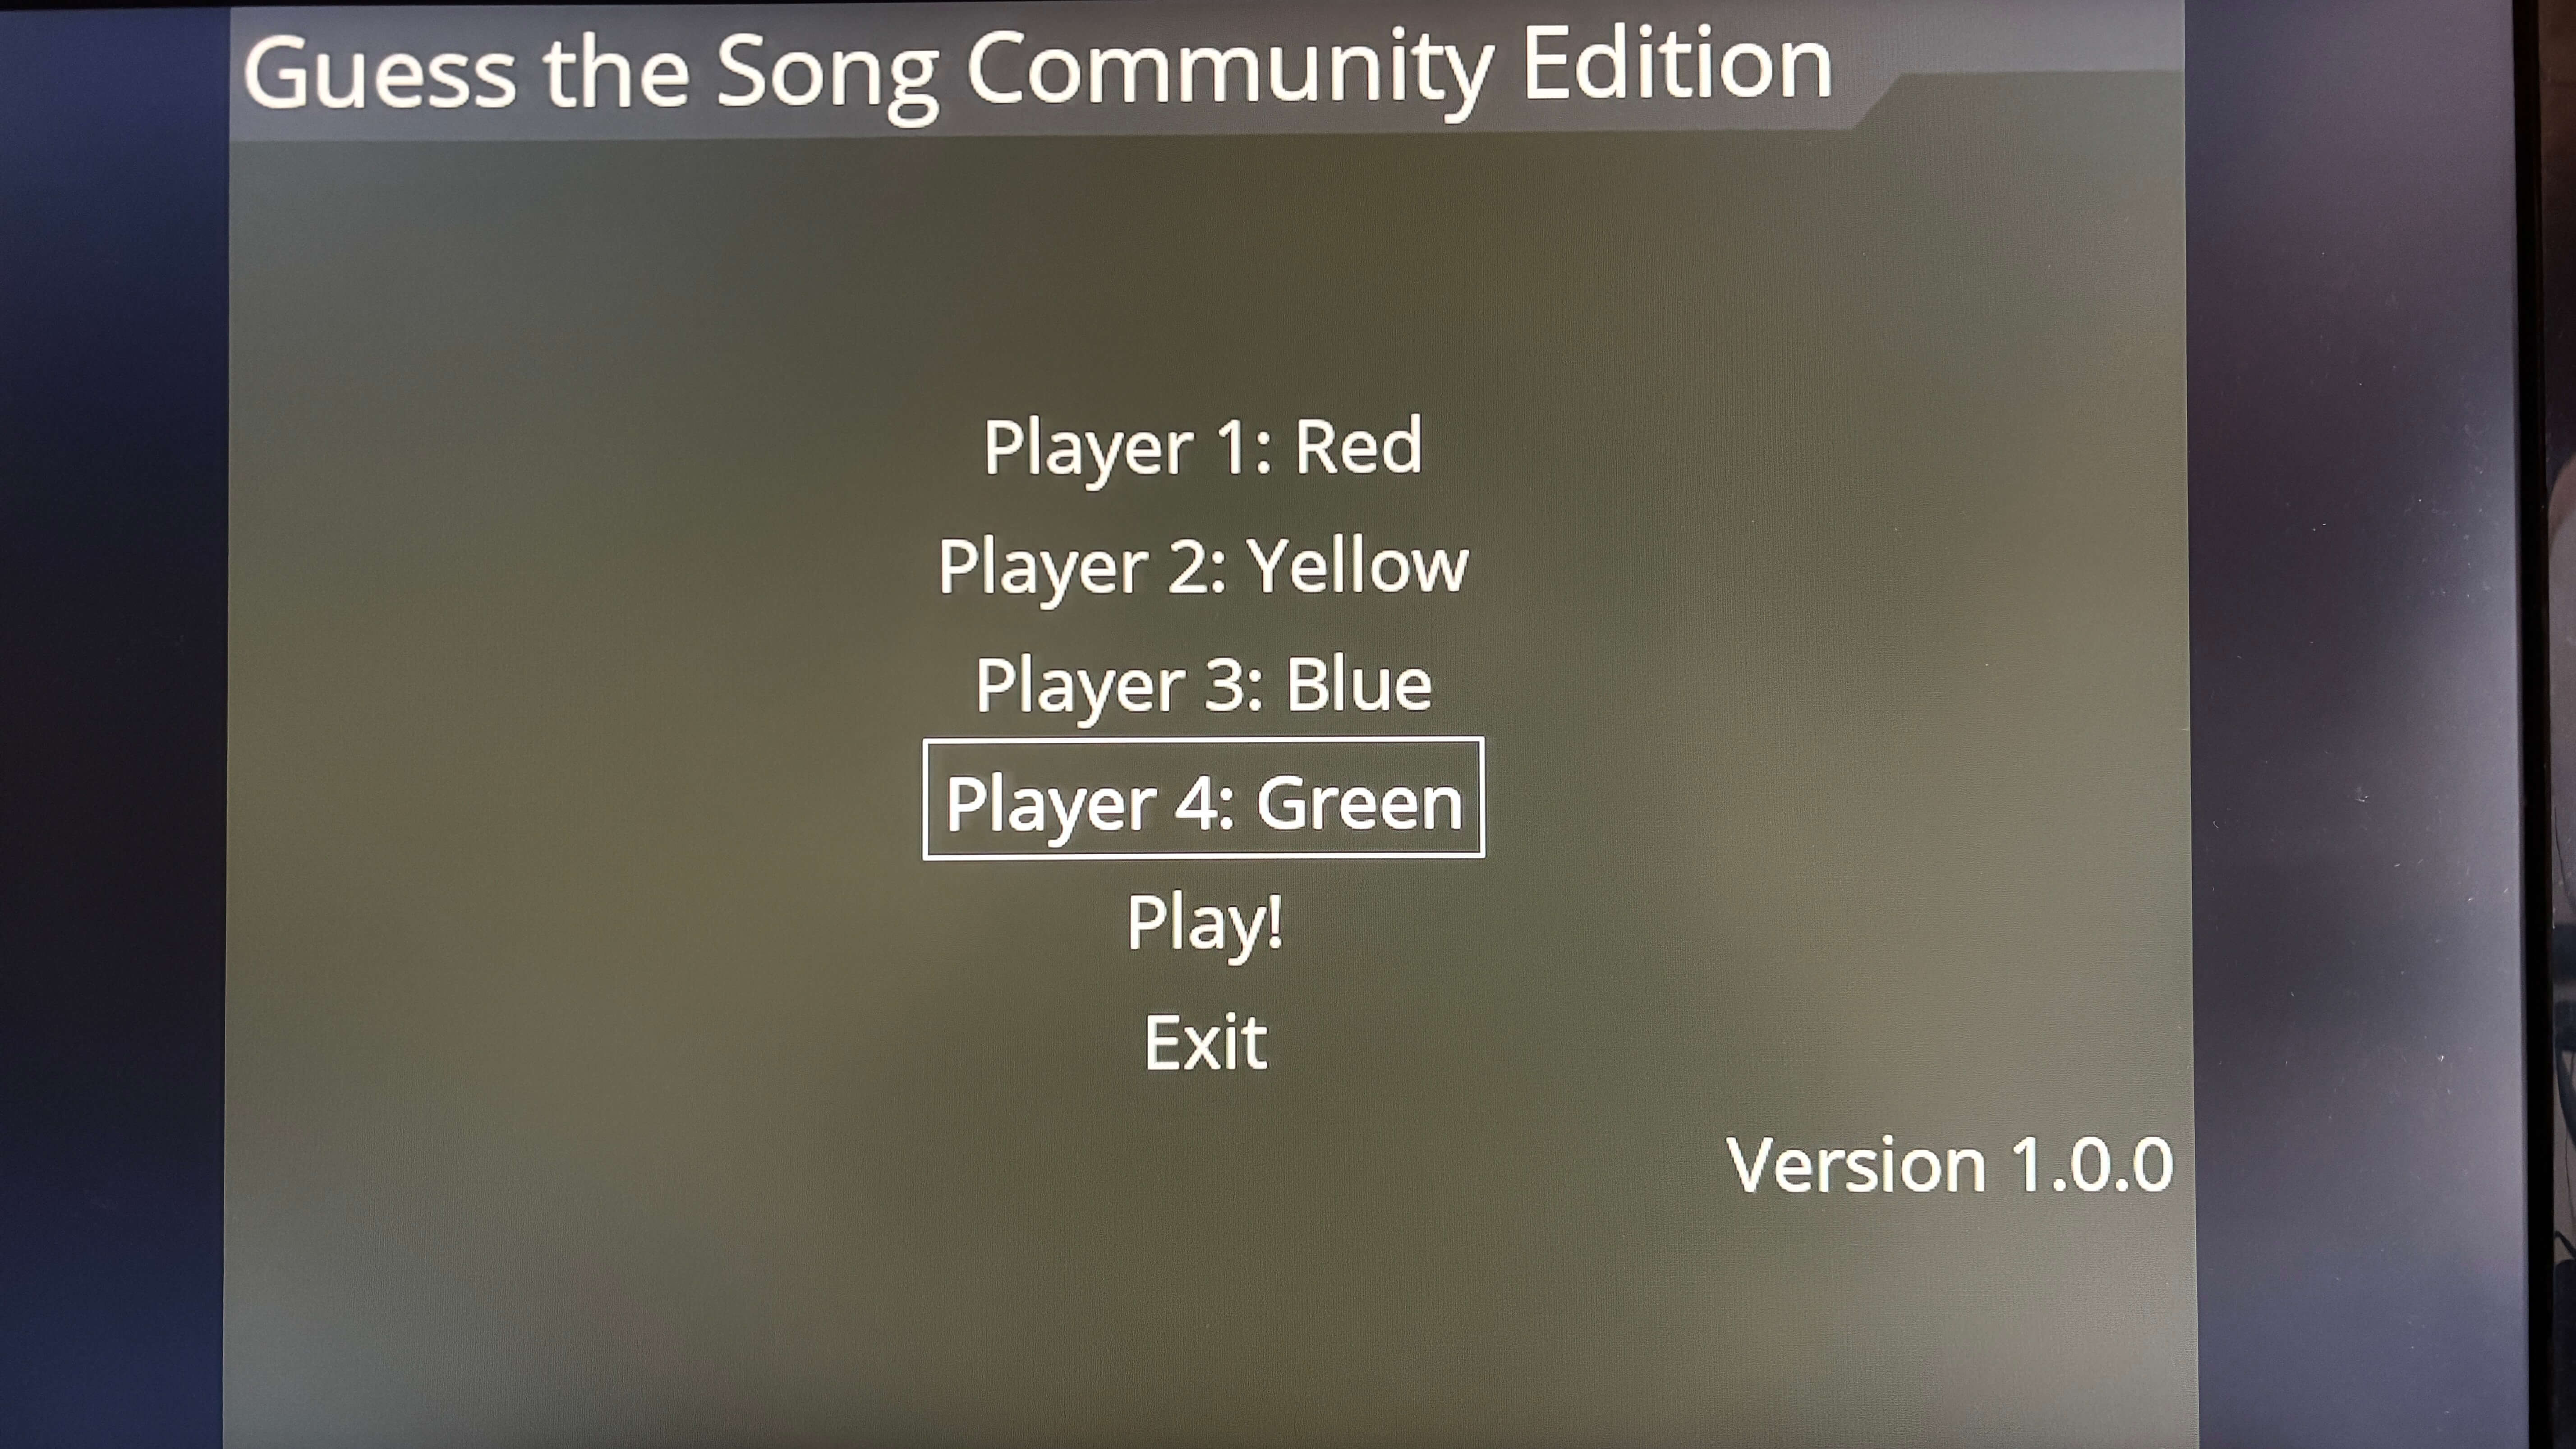 Guess the Song Community Edition
Player 1: Red
Player 2: Yellow
Player 3: Blue
Player 4: Green
Play!
Exit
Version 1.0.0